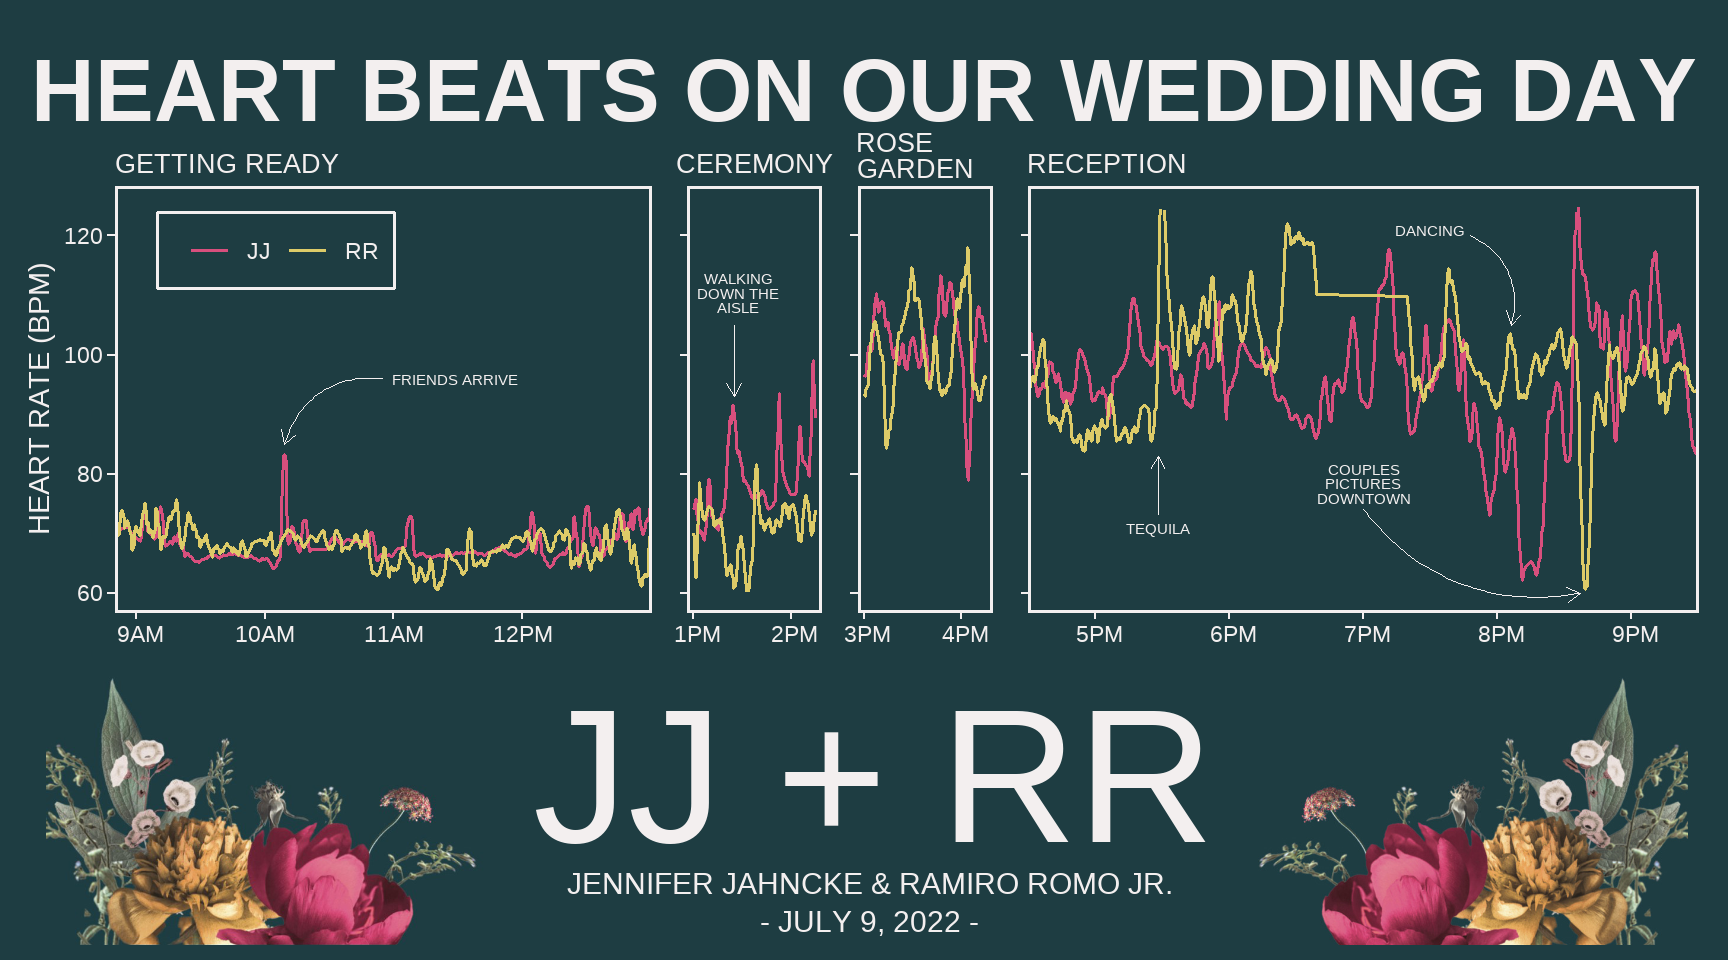 HEART BEATS ON OUR WEDDING DAY
GETTING READY
CEREMONY
ROSE
GARDEN
RECEPTION
HEART RATE (BPM)
120
100
80
60
JJ
RR
FRIENDS ARRIVE
WALKING
DOWN THE
AISLE
DANCING
TEQUILA
COUPLES
PICTURES
DOWNTOWN
9AM
10AM
11AM
12PM
1PM
2PM
3PM
4PM
5PM
6PM
7PM
8PM
9PM
JJ + RR
JENNIFER JAHNCKE & RAMIRO ROMO JR.
- JULY 9, 2022 -